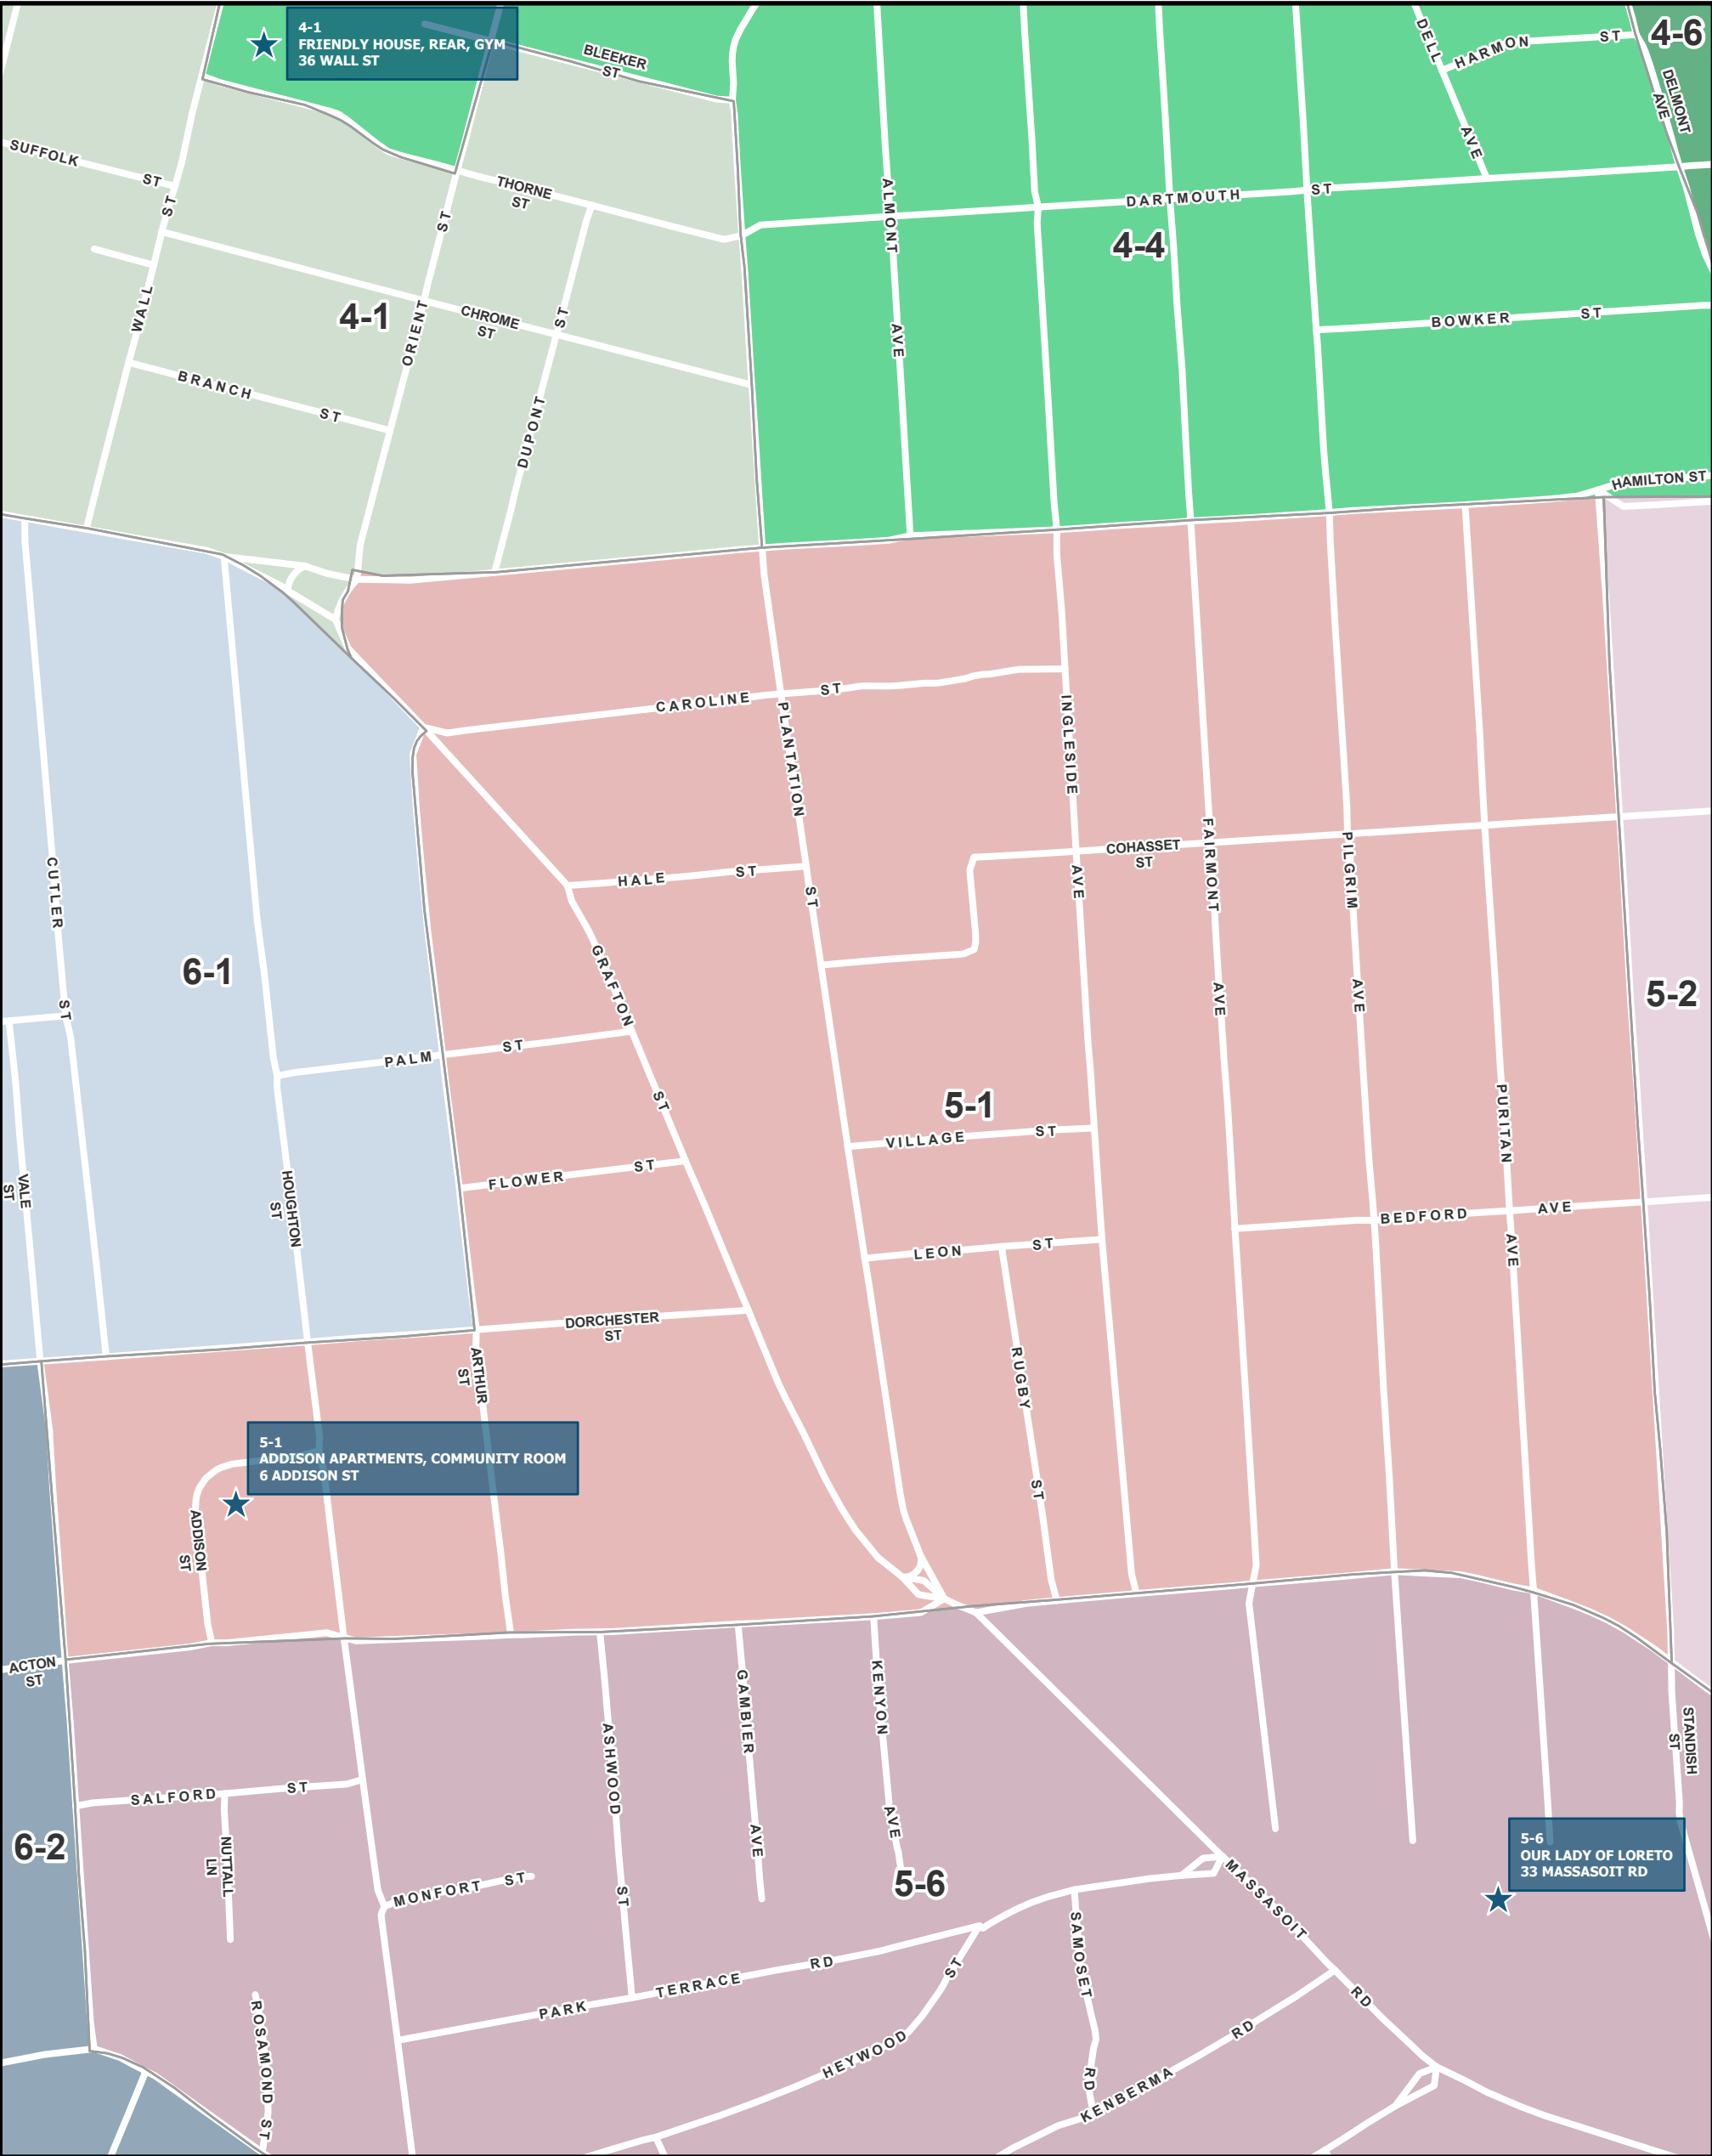 4-1
FRIENDLY HOUSE, REAR, GYM
36 WALL ST
BLEEKER
ST
DELL
AVE
HARMON ST
4-6
DELMONT
AVE
SUFFOLK ST
WALL ST
THORNE
ST
ORIENT ST
ALMONT AVE
DARTMOUTH ST
4-4
4-1
CHROME
ST
DUPONT ST
BRANCH ST
BOWKER ST
HAMILTON ST
CAROLINE ST
PLANTATION ST
INGLESIDE AVE
FAIRMONT AVE
PILGRIM AVE
COHASSET
ST
HALE ST
CUTLER ST
6-1
GRAFTON ST
5-2
PALM ST
5-1
PURITAN AVE
VILLAGE ST
FLOWER ST
VALE
ST
HOUGHTON
ST
BEDFORD AVE
LEON ST
DORCHESTER
ST
ARTHUR
ST
RUGBY ST
5-1
ADDISON APARTMENTS, COMMUNITY ROOM
6 ADDISON ST
ADDISON
ST
ACTON
ST
GAMBIER AVE
KENYON AVE
ASHWOOD ST
STANDISH
ST
SALFORD ST
NUTTALL
LN
6-2
MONFORT ST
5-6
5-6
OUR LADY OF LORETO
33 MASSASOIT RD
MASSASOIT RD
SAMOSET RD
PARK TERRACE RD
HEYWOOD ST
KENBERMA RD
ROSAMOND ST